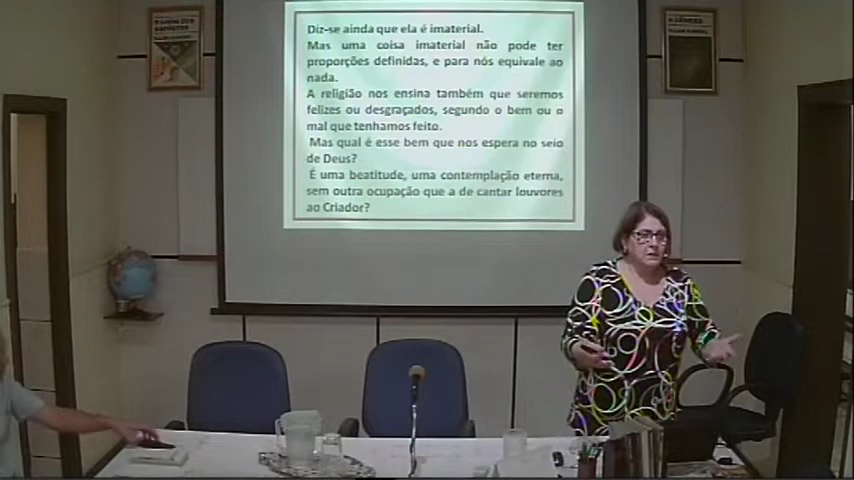 Diz-se ainda que ela é imaterial.
Mas uma coisa imaterial não pode ter
proporções definidas, e para nós equivale ao
nada.
A religião nos ensina também que seremos
felizes ou desgraçados, segundo o bem ou o
mal que tenhamos feito.
Mas qual é esse bem que nos espera no seio
de Deus?
É uma beatitude, uma contemplação eterna,
sem outra ocupação que a de cantar louvores
ao Criador?